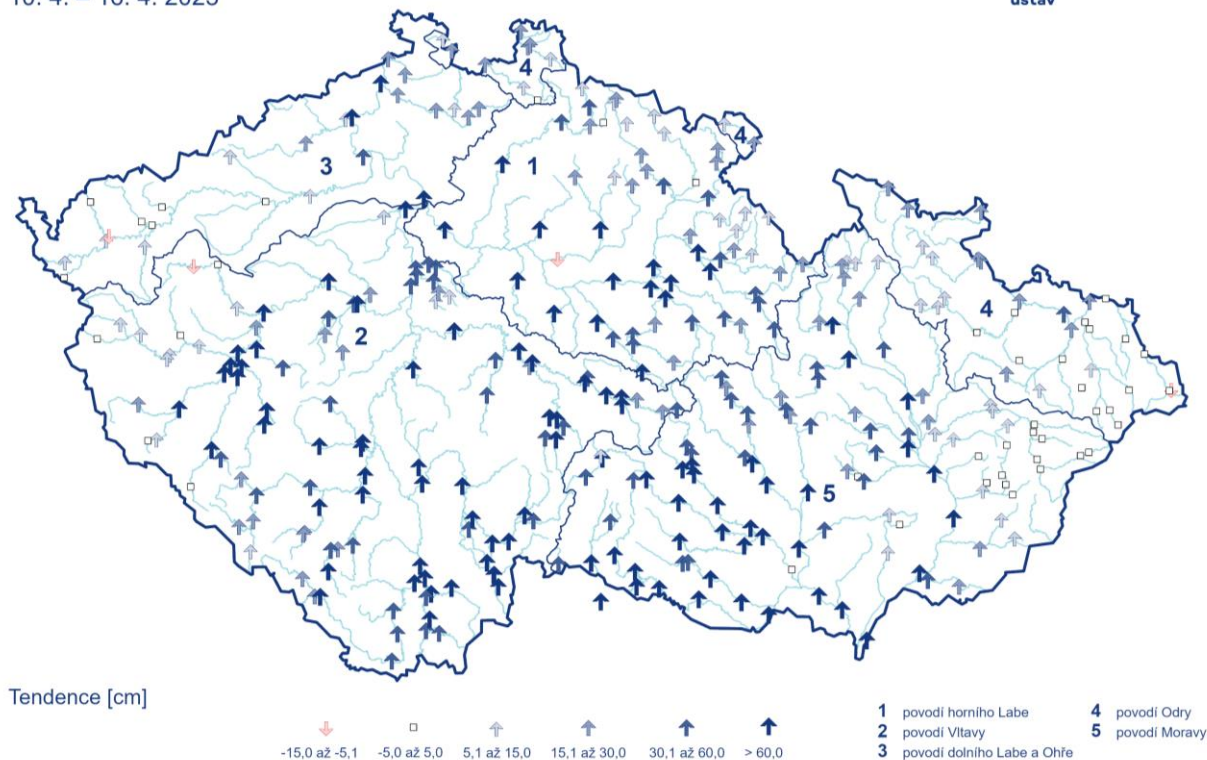 ústav
4
4
3
1
4
2
5
Tendence [cm]
-15,0 až -5,1 -5,0 až 5,0 5,1 až 15,0 15,1 až 30,0 30,1 až 60,0 > 60,0
1 povodí horního Labe
2 povodí Vltavy
3 povodí dolního Labe a Ohře
4 povodí Odry
5 povodí Moravy